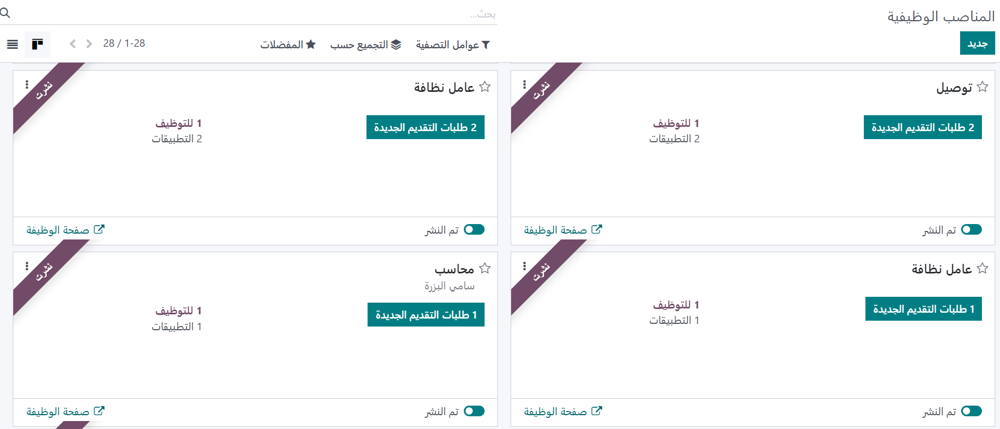 المناصب الوظيفية
بحث...
جديد
عوامل التصفية
التجميع حسب
المفضلات
1-28 / 28
توصيل
نشرت
2 طلبات التقديم الجديدة
1 للتوظيف
2 التطبيقات
تم النشر
صفحة الوظيفة
عامل نظافة
نشرت
2 طلبات التقديم الجديدة
1 للتوظيف
2 التطبيقات
تم النشر
صفحة الوظيفة
عامل نظافة
نشرت
1 طلبات التقديم الجديدة
1 للتوظيف
1 التطبيقات
تم النشر
صفحة الوظيفة
محاسب
سامي البزرة
نشرت
1 طلبات التقديم الجديدة
1 للتوظيف
1 التطبيقات
تم النشر
صفحة الوظيفة